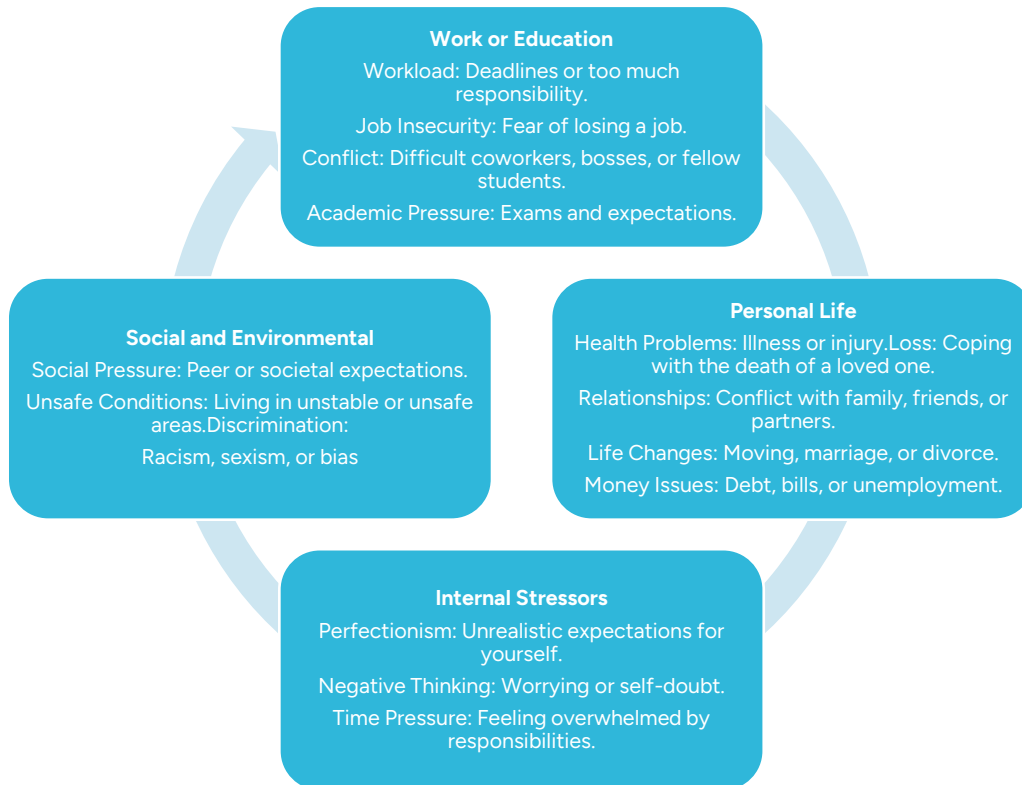 Work or Education
Workload: Deadlines or too much
responsibility.
Job Insecurity: Fear of losing a job.
Conflict: Difficult coworkers, bosses, or fellow
students.
Academic Pressure: Exams and expectations.
Personal Life
Health Problems: Illness or injury.Loss: Coping
with the death of a loved one.
Relationships: Conflict with family, friends, or
partners.
Life Changes: Moving, marriage, or divorce.
Money Issues: Debt, bills, or unemployment.
Internal Stressors
Perfectionism: Unrealistic expectations for
yourself.
Negative Thinking: Worrying or self-doubt.
Time Pressure: Feeling overwhelmed by
responsibilities.
Social and Environmental
Social Pressure: Peer or societal expectations.
Unsafe Conditions: Living in unstable or unsafe
areas.Discrimination:
Racism, sexism, or bias